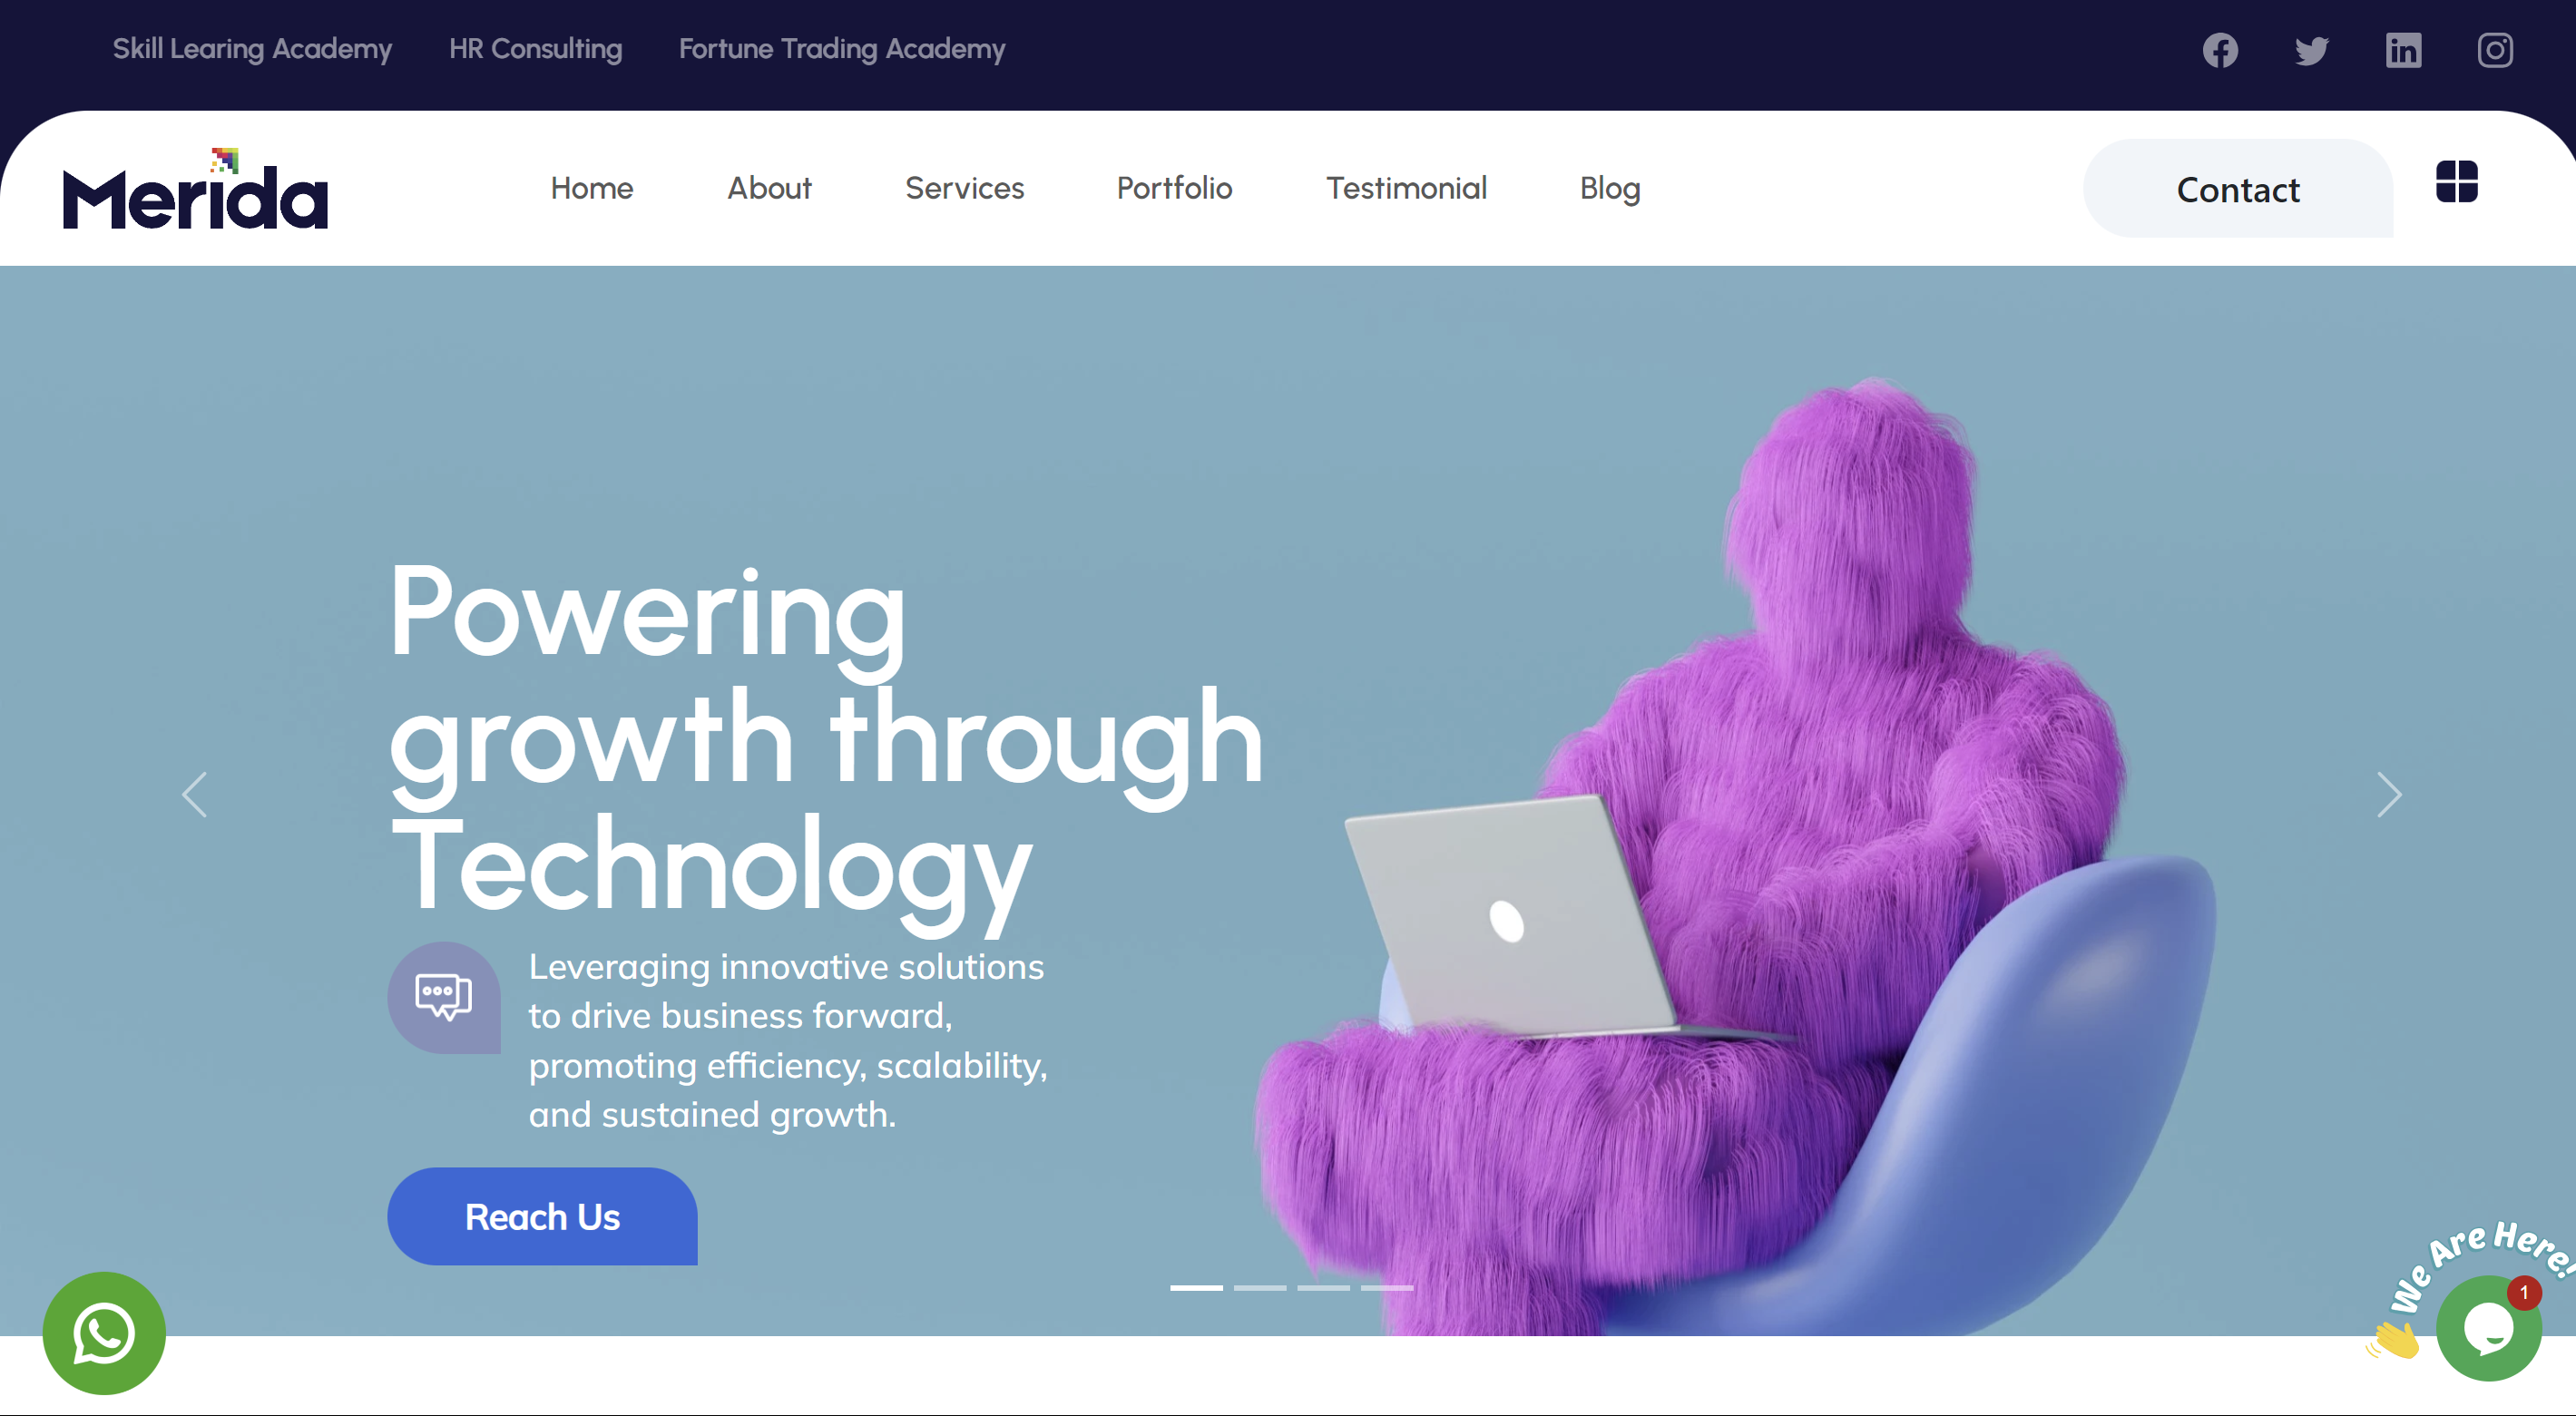 Skill Learing Academy
HR Consulting
Fortune Trading Academy
Merida
Home
About
Services
Portfolio
Testimonial
Blog
Contact
Powering
growth through
Technology
Leveraging innovative solutions
to drive business forward,
promoting efficiency, scalability,
and sustained growth.
Reach Us
We Are Here!
1